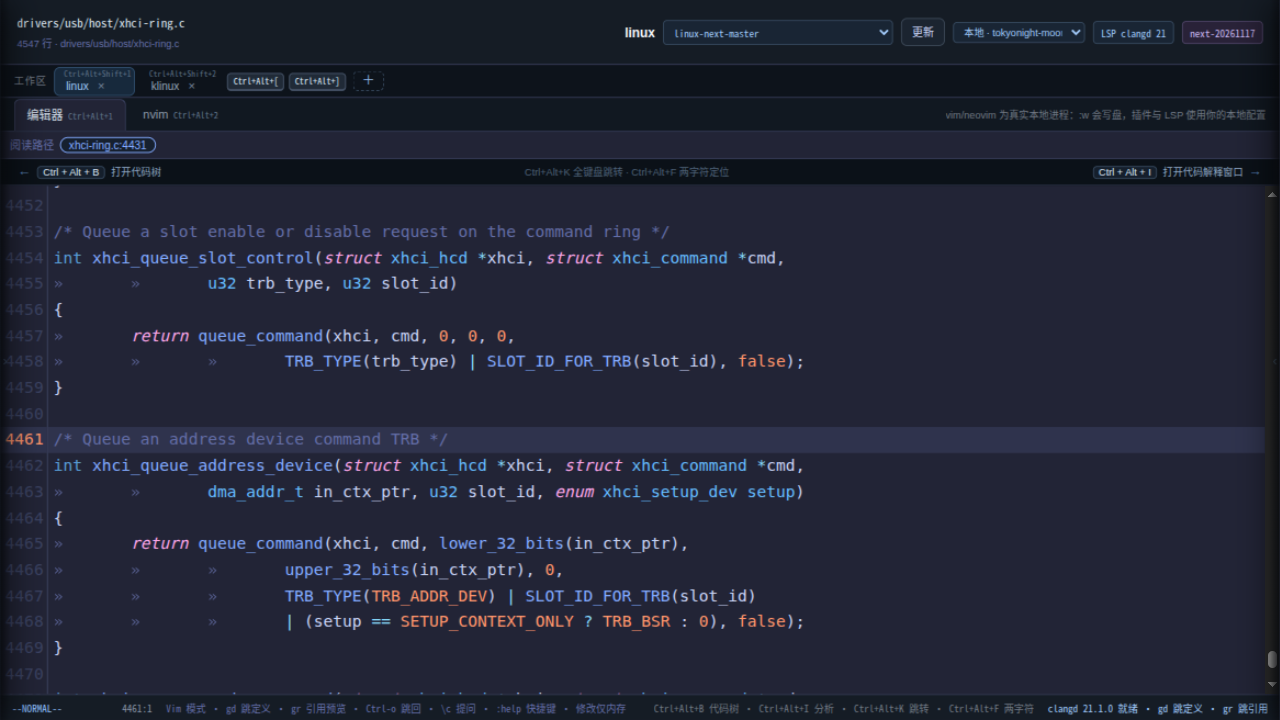 drivers/usb/host/xhci-ring.c
4547 行 · drivers/usb/host/xhci-ring.c
linux linux-next-master 更新 本地 · tokyonight-moon LSP clangd 21 next-20261117
工作区 Ctrl+Alt+Shift+1 linux × Ctrl+Alt+Shift+2 klinux × Ctrl+Alt+[ Ctrl+Alt+] +
编辑器 Ctrl+Alt+1 nvim Ctrl+Alt+2 vim/neovim 为真实本地进程；:w 会写盘，插件与 LSP 使用你的本地配置
阅读路径 xhci-ring.c:4431
← Ctrl + Alt + B 打开代码树 Ctrl+Alt+K 全键盘跳转 · Ctrl+Alt+F 两字符定位 Ctrl + Alt + I 打开代码解释窗口 →
4452
4453 /* Queue a slot enable or disable request on the command ring */
4454 int xhci_queue_slot_control(struct xhci_hcd *xhci, struct xhci_command *cmd,
4455 » » u32 trb_type, u32 slot_id)
4456 {
4457 » return queue_command(xhci, cmd, 0, 0, 0,
4458 » » » TRB_TYPE(trb_type) | SLOT_ID_FOR_TRB(slot_id), false);
4459 }
4460
4461 /* Queue an address device command TRB */
4462 int xhci_queue_address_device(struct xhci_hcd *xhci, struct xhci_command *cmd,
4463 » » dma_addr_t in_ctx_ptr, u32 slot_id, enum xhci_setup_dev setup)
4464 {
4465 » return queue_command(xhci, cmd, lower_32_bits(in_ctx_ptr),
4466 » » » upper_32_bits(in_ctx_ptr), 0,
4467 » » » TRB_TYPE(TRB_ADDR_DEV) | SLOT_ID_FOR_TRB(slot_id)
4468 » » » | (setup == SETUP_CONTEXT_ONLY ? TRB_BSR : 0), false);
4469 }
4470
--NORMAL-- 4461:1 Vim 模式 · gd 跳定义 · gr 引用预览 · Ctrl-o 跳回 · \c 提问 · :help 快捷键 · 修改仅内存 Ctrl+Alt+B 代码树 · Ctrl+Alt+I 分析 · Ctrl+Alt+K 跳转 · Ctrl+Alt+F 两字符 clangd 21.1.0 就绪 · gd 跳定义 · gr 跳引用